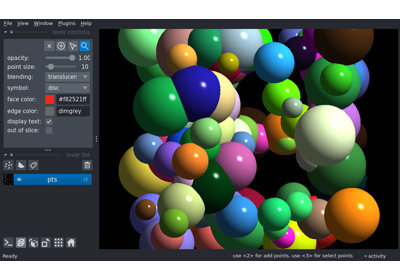 File View Window Plugins Help
layer controls
opacity: 1.00
point size: 10
blending: translucen
symbol: disc
face color: #f82521ff
edge color: dimgrey
display text:
out of slice:
layer list
pts
Ready use <2> for add points, use <3> for select points activity